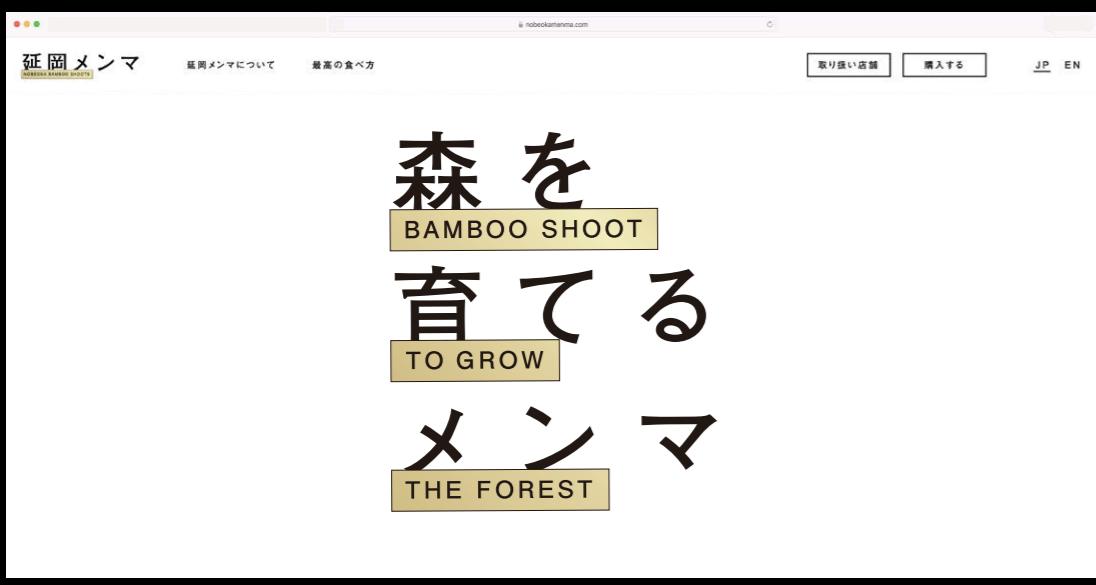 nobeokamenma.com
延岡メンマ
NOBEOKA BAMBOO SHOOTS
延岡メンマについて
最高の食べ方
取り扱い店舗
購入する
JP EN
森を
BAMBOO SHOOT
育てる
TO GROW
メンマ
THE FOREST